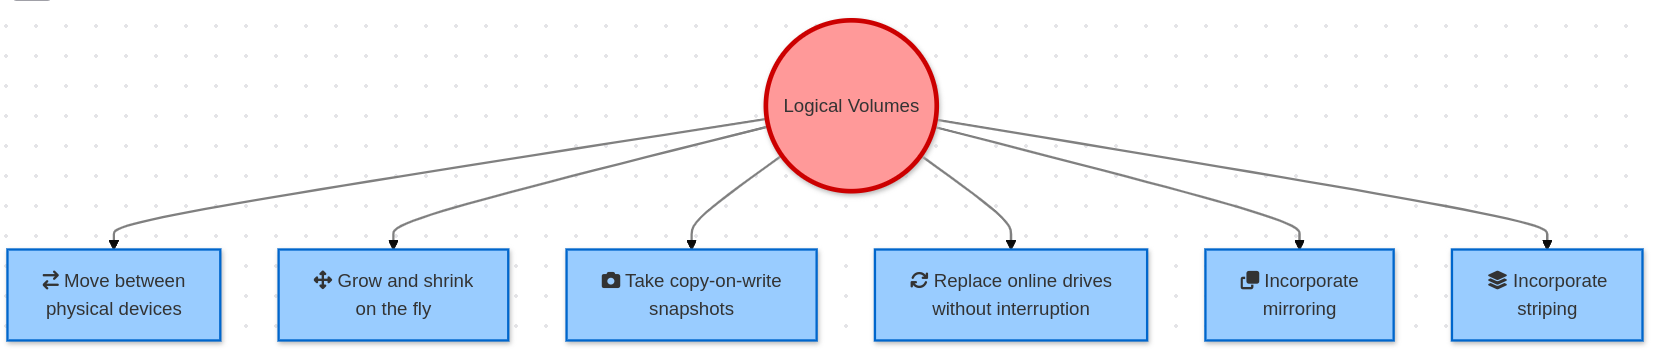 Logical Volumes
Move between
physical devices
Grow and shrink
on the fly
Take copy-on-write
snapshots
Replace online drives
without interruption
Incorporate
mirroring
Incorporate
striping